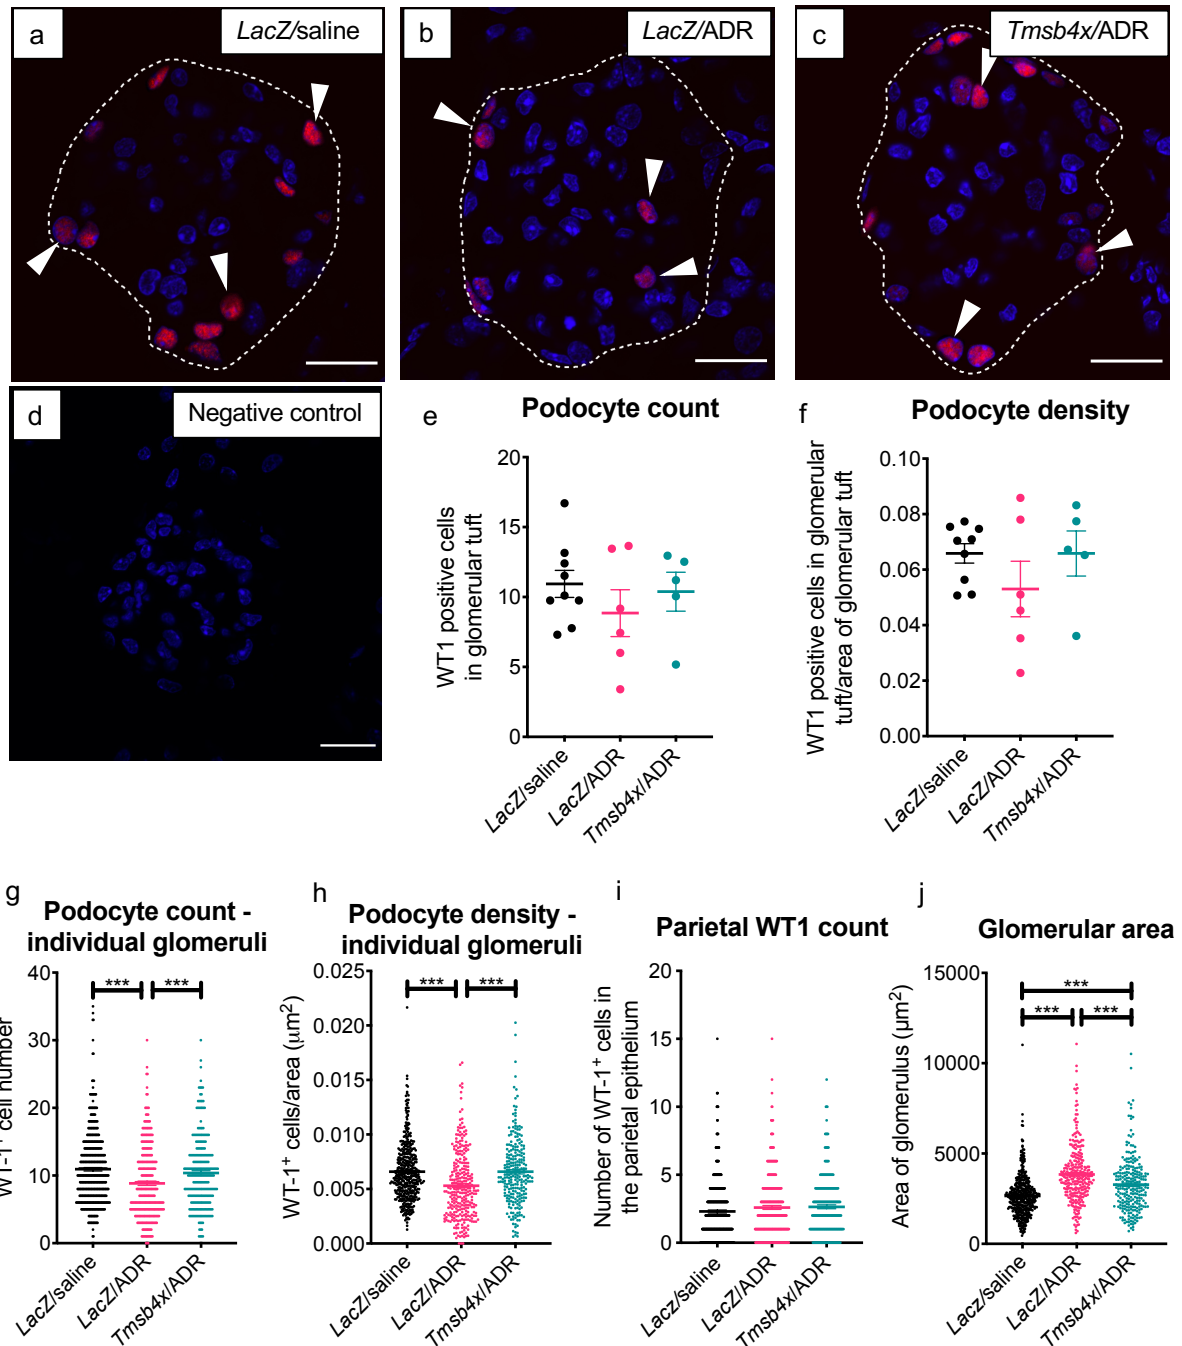 a
LacZ/saline
b
LacZ/ADR
c
Tmsb4x/ADR
d
Negative control
e
Podocyte count
WT1 positive cells
in glomerular tuft
20
15
10
5
0
LacZ/saline
LacZ/ADR
Tmsb4x/ADR
f
Podocyte density
WT1 positive cells in glomerular
tuft/area of glomerular tuft
0.10
0.08
0.06
0.04
0.02
0.00
LacZ/saline
LacZ/ADR
Tmsb4x/ADR
g
Podocyte count -
individual glomeruli
WT-1⁺ cell number
40
30
20
10
0
*** ***
LacZ/saline
LacZ/ADR
Tmsb4x/ADR
h
Podocyte density -
individual glomeruli
WT-1⁺ cells/area (μm²)
0.025
0.020
0.015
0.010
0.005
0.000
*** ***
LacZ/saline
LacZ/ADR
Tmsb4x/ADR
i
Parietal WT1 count
Number of WT-1⁺ cells in
the parietal epithelium
20
15
10
5
0
Lacz/saline
LacZ/ADR
Tmsb4x/ADR
j
Glomerular area
Area of glomerulus (μm²)
15000
10000
5000
0
***
*** ***
LacZ/saline
LacZ/ADR
Tmsb4x/ADR